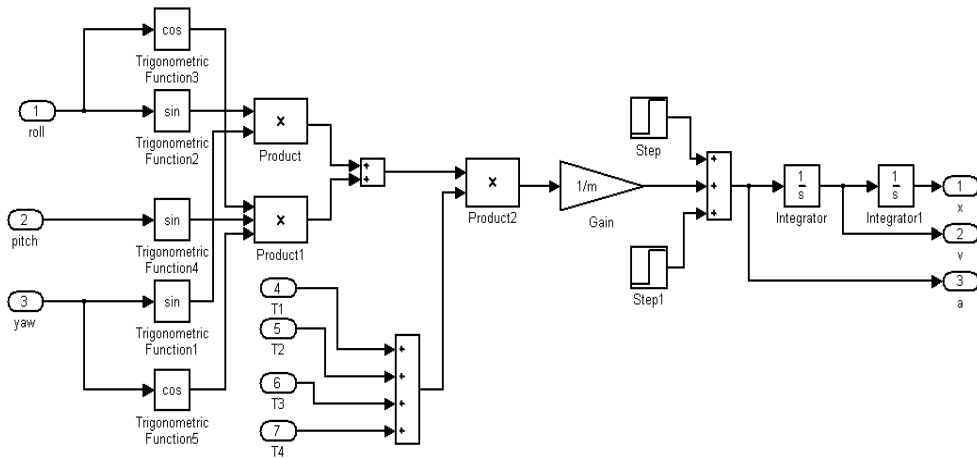 cos
Trigonometric
Function3
1
roll
sin
Trigonometric
Function2
x
Product
2
pitch
sin
Trigonometric
Function4
x
Product1
3
yaw
sin
Trigonometric
Function1
cos
Trigonometric
Function5
4
T1
5
T2
6
T3
7
T4
+
+
+
+
+
+
x
Product2
1/m
Gain
Step
Step1
+
+
+
1
s
Integrator
1
s
Integrator1
1
x
2
v
3
a